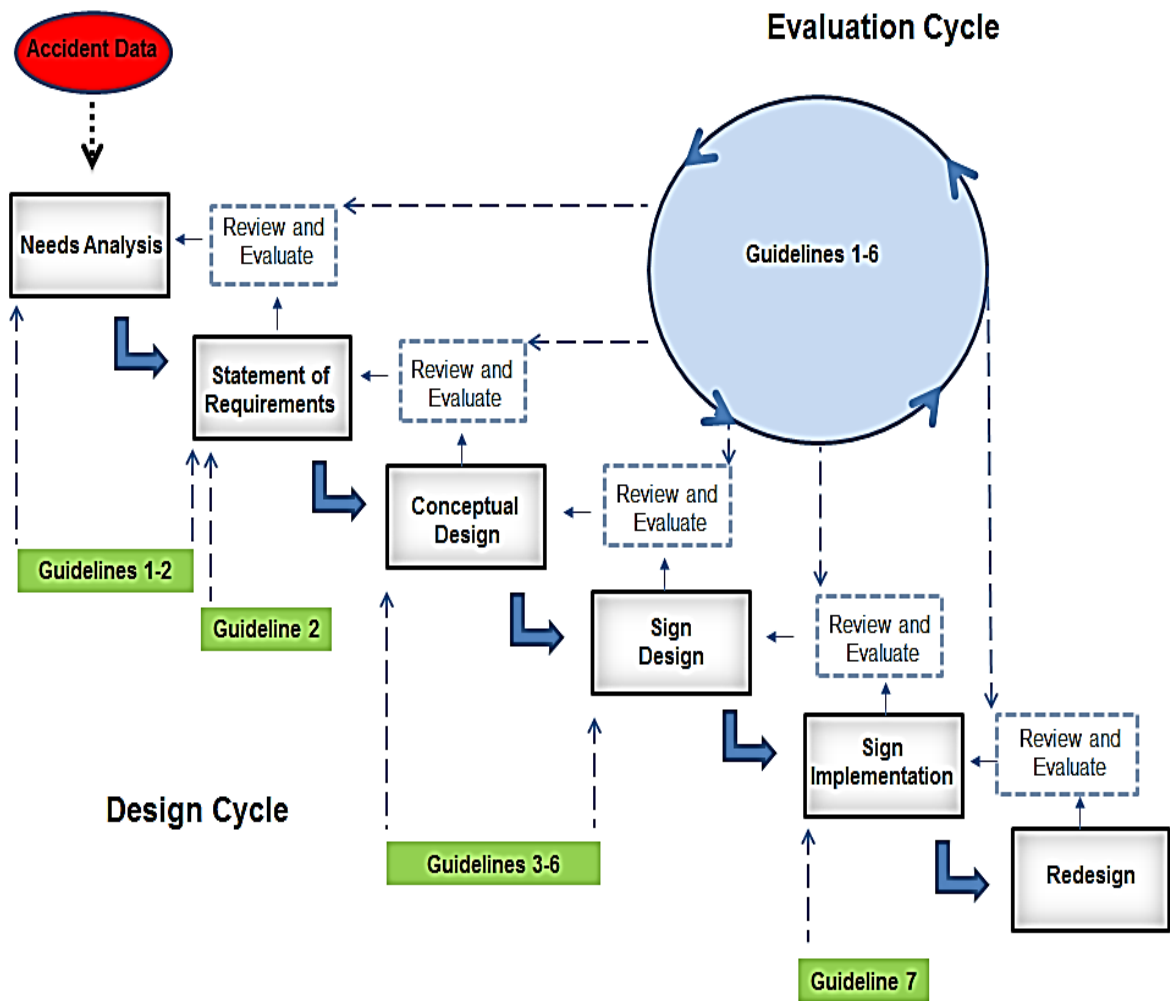 Evaluation Cycle
Accident Data
Needs Analysis
Review and
Evaluate
Guidelines 1-6
Statement of
Requirements
Review and
Evaluate
Conceptual
Design
Review and
Evaluate
Guidelines 1-2
Guideline 2
Sign
Design
Review and
Evaluate
Sign
Implementation
Review and
Evaluate
Design Cycle
Guidelines 3-6
Redesign
Guideline 7